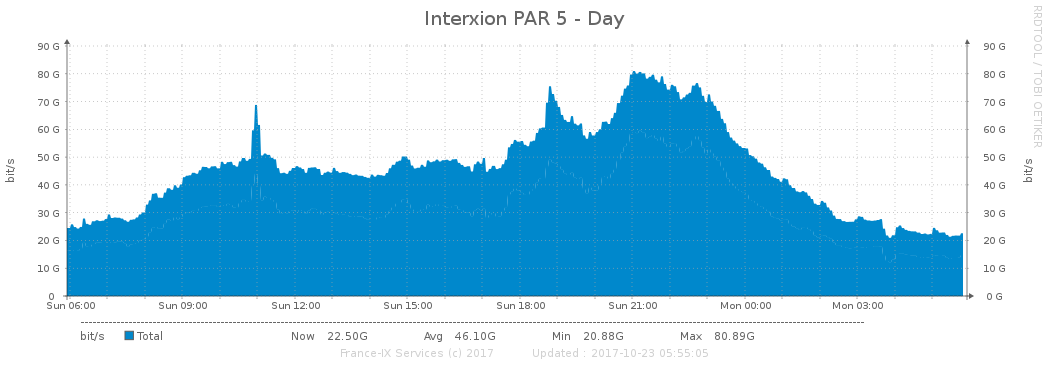 Interxion PAR 5 - Day
RRDTOOL / TOBI OETIKER
90 G 90 G
80 G 80 G
70 G 70 G
60 G 60 G
50 G 50 G
40 G 40 G
30 G 30 G
20 G 20 G
10 G 10 G
0 0 G
bit/s
bit/s
Sun 06:00 Sun 09:00 Sun 12:00 Sun 15:00 Sun 18:00 Sun 21:00 Mon 00:00 Mon 03:00
bit/s Total Now 22.50G Avg 46.10G Min 20.88G Max 80.89G
France-IX Services (c) 2017 Updated : 2017-10-23 05:55:05